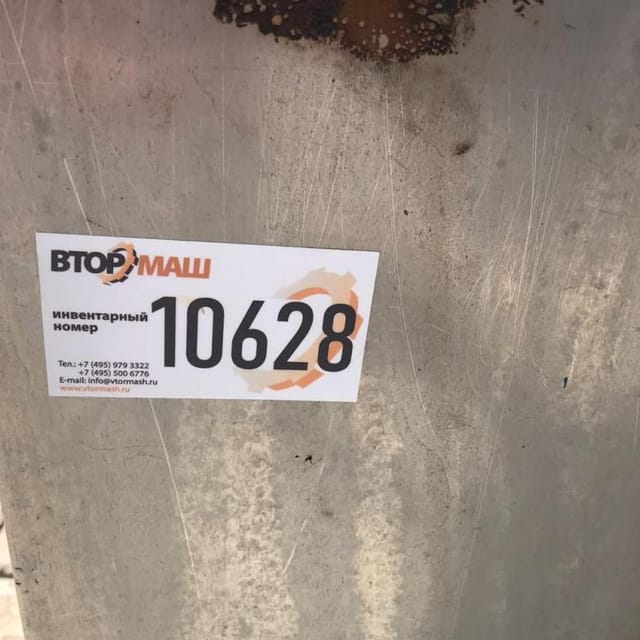 ВТОРМАШ
инвентарный
номер
10628
Тел.: +7 (495) 979 3322
+7 (495) 500 6776
E-mail: info@vtormash.ru
www.vtormash.ru